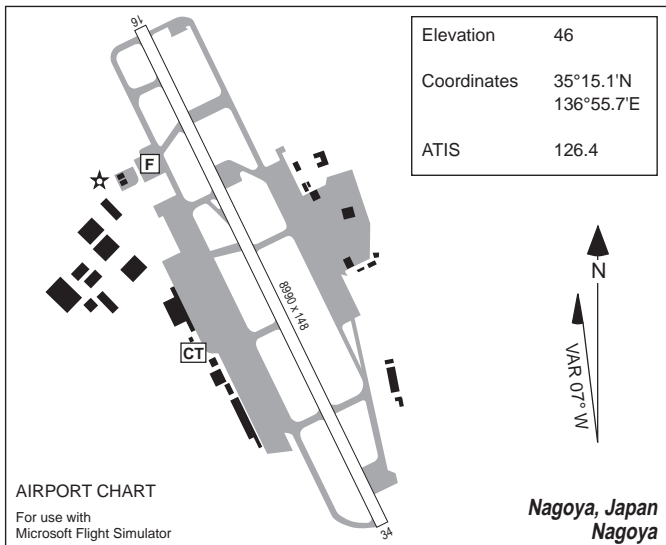 16
Elevation 46
Coordinates 35°15.1'N
136°55.7'E
ATIS 126.4
F
N
8990 x 148
VAR 07° W
CT
AIRPORT CHART
For use with
Microsoft Flight Simulator
34
Nagoya, Japan
Nagoya